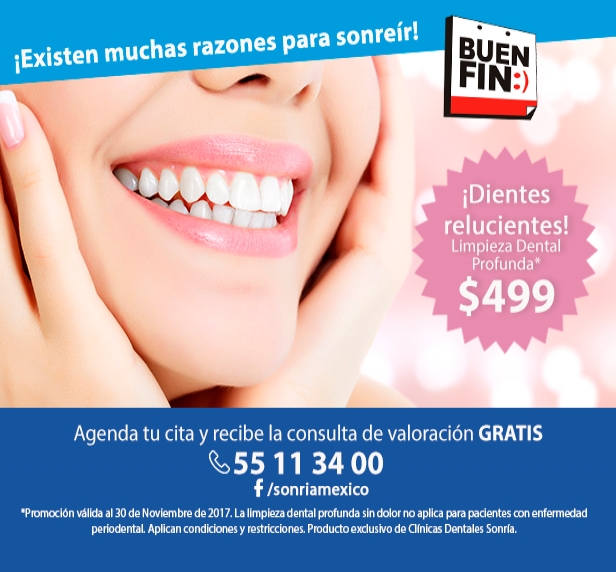 ¡Existen muchas razones para sonreír!
BUEN
FIN:)
¡Dientes
relucientes!
Limpieza Dental
Profunda*
$499
Agenda tu cita y recibe la consulta de valoración GRATIS
55 11 34 00
f /sonriamexico
*Promoción válida al 30 de Noviembre de 2017. La limpieza dental profunda sin dolor no aplica para pacientes con enfermedad
periodental. Aplican condiciones y restricciones. Producto exclusivo de Clínicas Dentales Sonría.